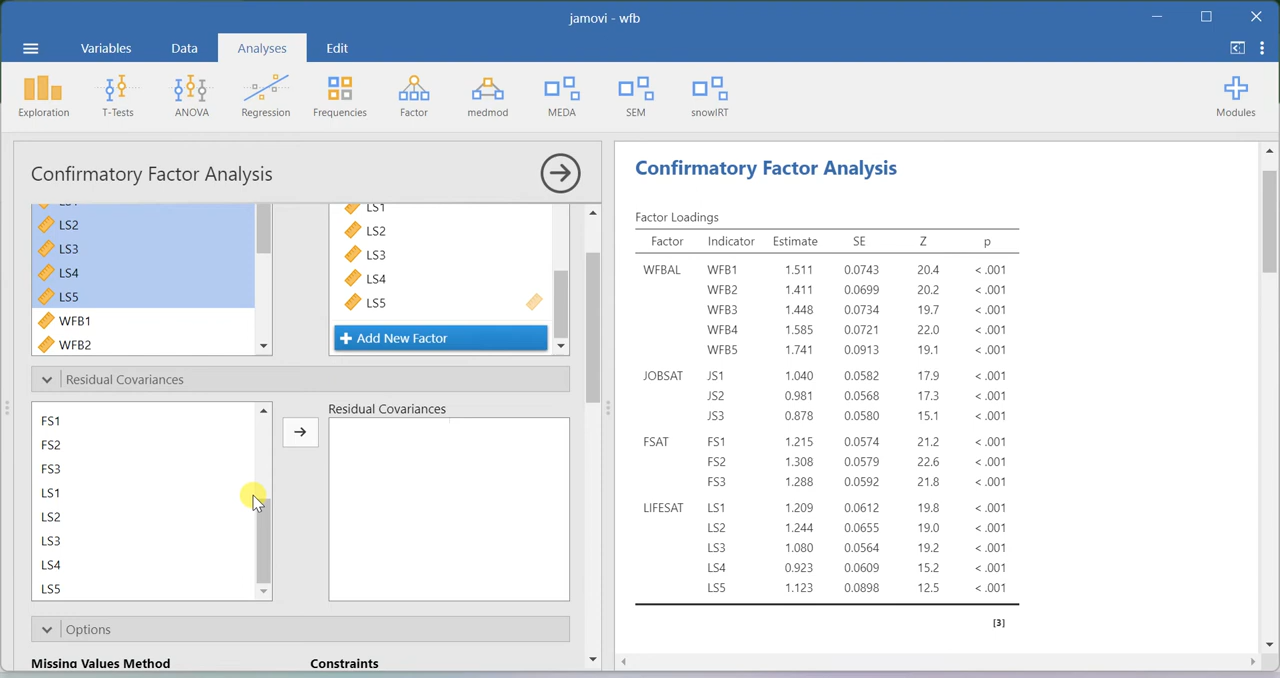 jamovi - wfb
Variables Data Analyses Edit
Exploration T-Tests ANOVA Regression Frequencies Factor medmod MEDA SEM snowIRT Modules
Confirmatory Factor Analysis
LS2
LS3
LS4
LS5
WFB1
WFB2
LS1
LS2
LS3
LS4
LS5
Add New Factor
Residual Covariances
FS1
FS2
FS3
LS1
LS2
LS3
LS4
LS5
Residual Covariances
Options
Missing Values Method Constraints
Confirmatory Factor Analysis
Factor Loadings
Factor Indicator Estimate SE Z p
WFBAL WFB1 1.511 0.0743 20.4 < .001
WFB2 1.411 0.0699 20.2 < .001
WFB3 1.448 0.0734 19.7 < .001
WFB4 1.585 0.0721 22.0 < .001
WFB5 1.741 0.0913 19.1 < .001
JOBSAT JS1 1.040 0.0582 17.9 < .001
JS2 0.981 0.0568 17.3 < .001
JS3 0.878 0.0580 15.1 < .001
FSAT FS1 1.215 0.0574 21.2 < .001
FS2 1.308 0.0579 22.6 < .001
FS3 1.288 0.0592 21.8 < .001
LIFESAT LS1 1.209 0.0612 19.8 < .001
LS2 1.244 0.0655 19.0 < .001
LS3 1.080 0.0564 19.2 < .001
LS4 0.923 0.0609 15.2 < .001
LS5 1.123 0.0898 12.5 < .001
[3]